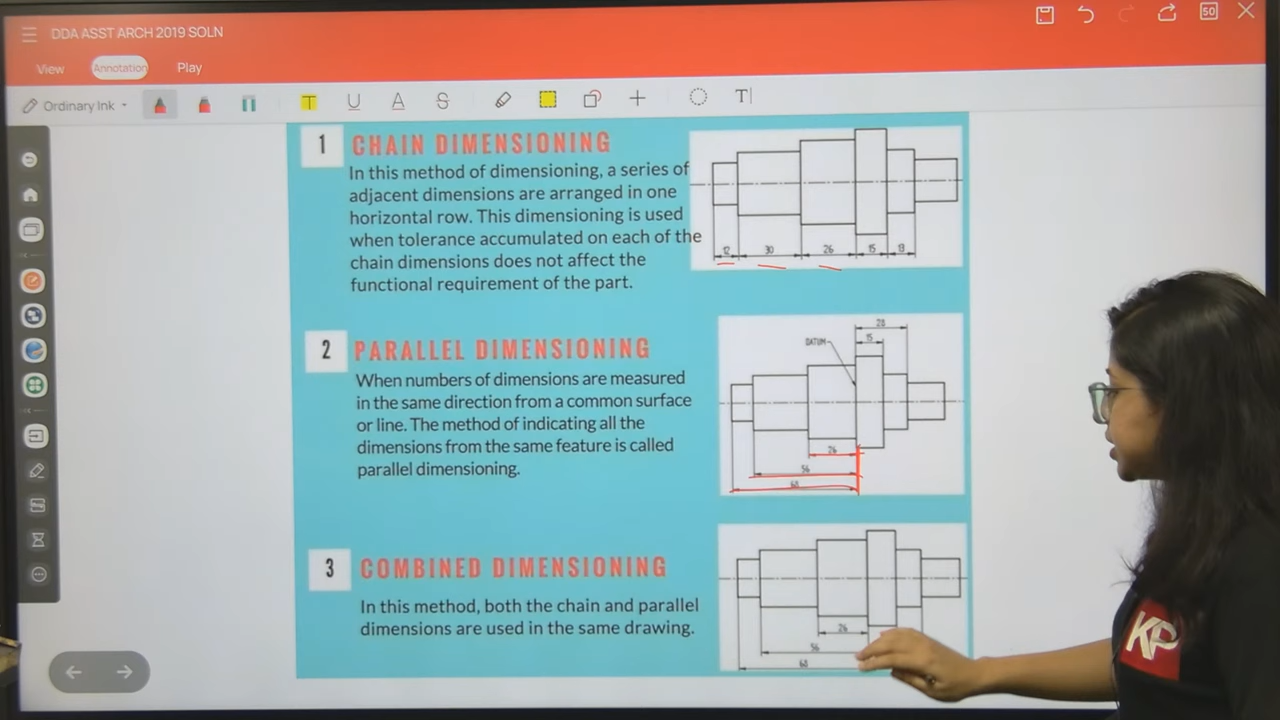 DDA ASST ARCH 2019 SOLN
50
View
Annotation
Play
Ordinary Ink
1 CHAIN DIMENSIONING
In this method of dimensioning, a series of
adjacent dimensions are arranged in one
horizontal row. This dimensioning is used
when tolerance accumulated on each of the
chain dimensions does not affect the
functional requirement of the part.
12 30 26 15 13
2 PARALLEL DIMENSIONING
When numbers of dimensions are measured
in the same direction from a common surface
or line. The method of indicating all the
dimensions from the same feature is called
parallel dimensioning.
28
15
DATUM
26
56
68
3 COMBINED DIMENSIONING
In this method, both the chain and parallel
dimensions are used in the same drawing.
26
56
68
KP